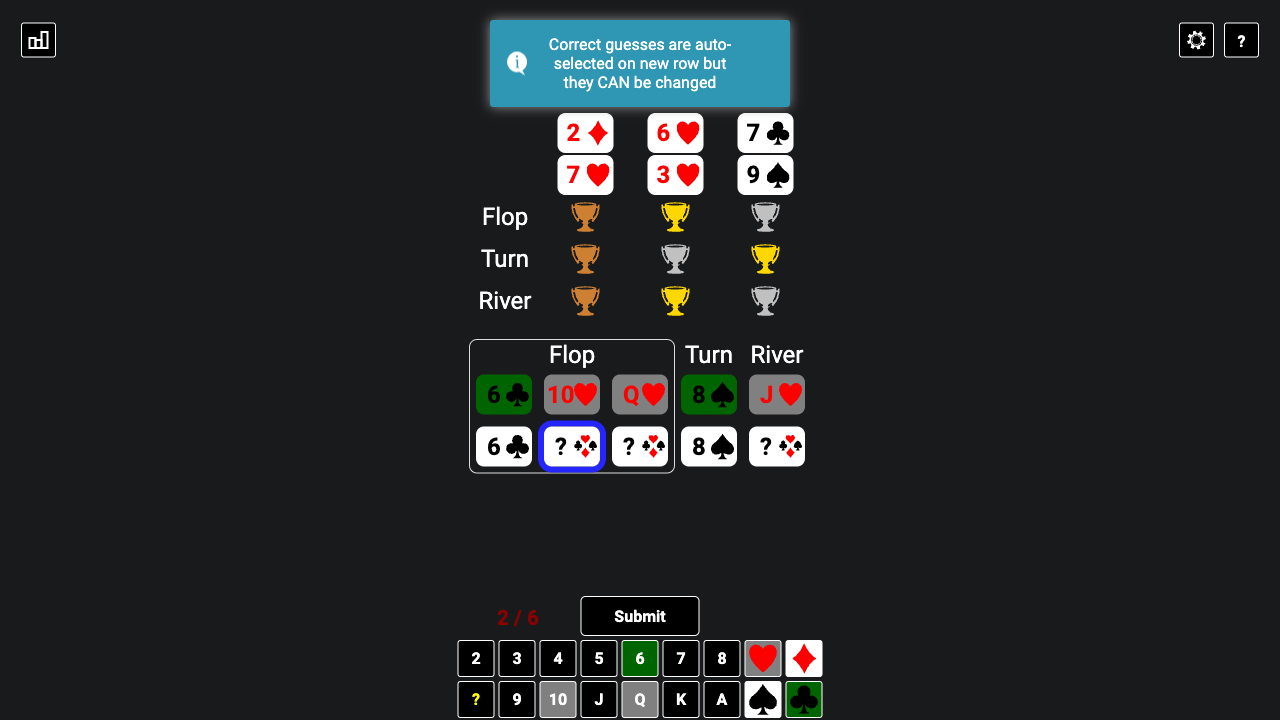 ?
Correct guesses are auto-
selected on new row but
they CAN be changed
2 6 7
7 3 9
Flop
Turn
River
Flop Turn River
6 10 Q 8 J
6 ? ? 8 ?
2 / 6 Submit
2 3 4 5 6 7 8
? 9 10 J Q K A